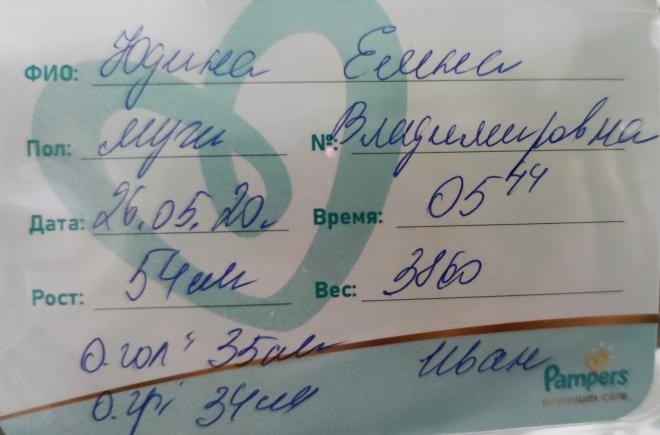 ФИО: Юдина Елена
Пол: муж №: Владимировна
Дата: 26.05.20г Время: 05 44
Рост: 54см Вес: 3860
О.гол 35см Иван
О.гр 34см
Pampers
premium care